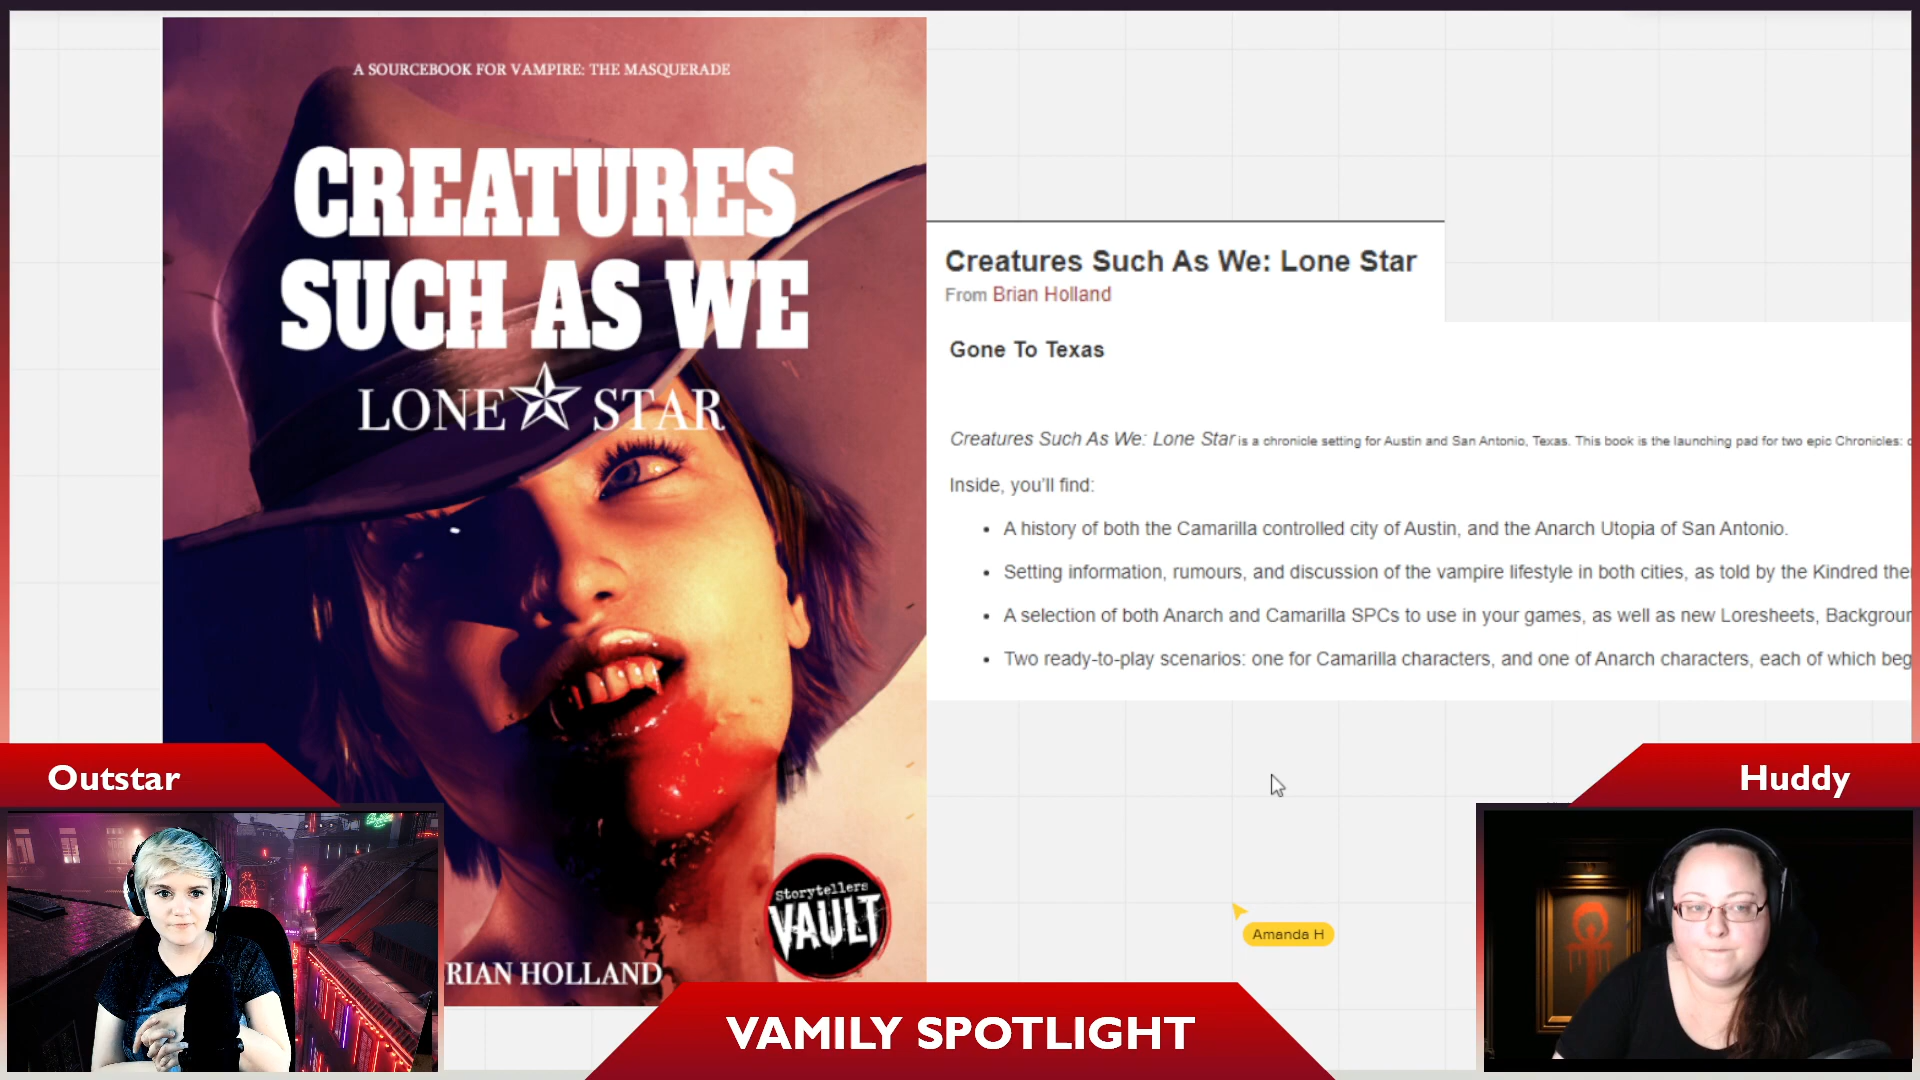 A SOURCEBOOK FOR VAMPIRE: THE MASQUERADE
CREATURES
SUCH AS WE
LONE STAR
Creatures Such As We: Lone Star
From Brian Holland
Gone To Texas
Creatures Such As We: Lone Star is a chronicle setting for Austin and San Antonio, Texas. This book is the launching pad for two epic Chronicles:
Inside, you'll find:
• A history of both the Camarilla controlled city of Austin, and the Anarch Utopia of San Antonio.
• Setting information, rumours, and discussion of the vampire lifestyle in both cities, as told by the Kindred the
• A selection of both Anarch and Camarilla SPCs to use in your games, as well as new Loresheets, Backgroun
• Two ready-to-play scenarios: one for Camarilla characters, and one of Anarch characters, each of which beg
Outstar
Huddy
Storytellers
VAULT
Amanda H
RIAN HOLLAND
VAMILY SPOTLIGHT